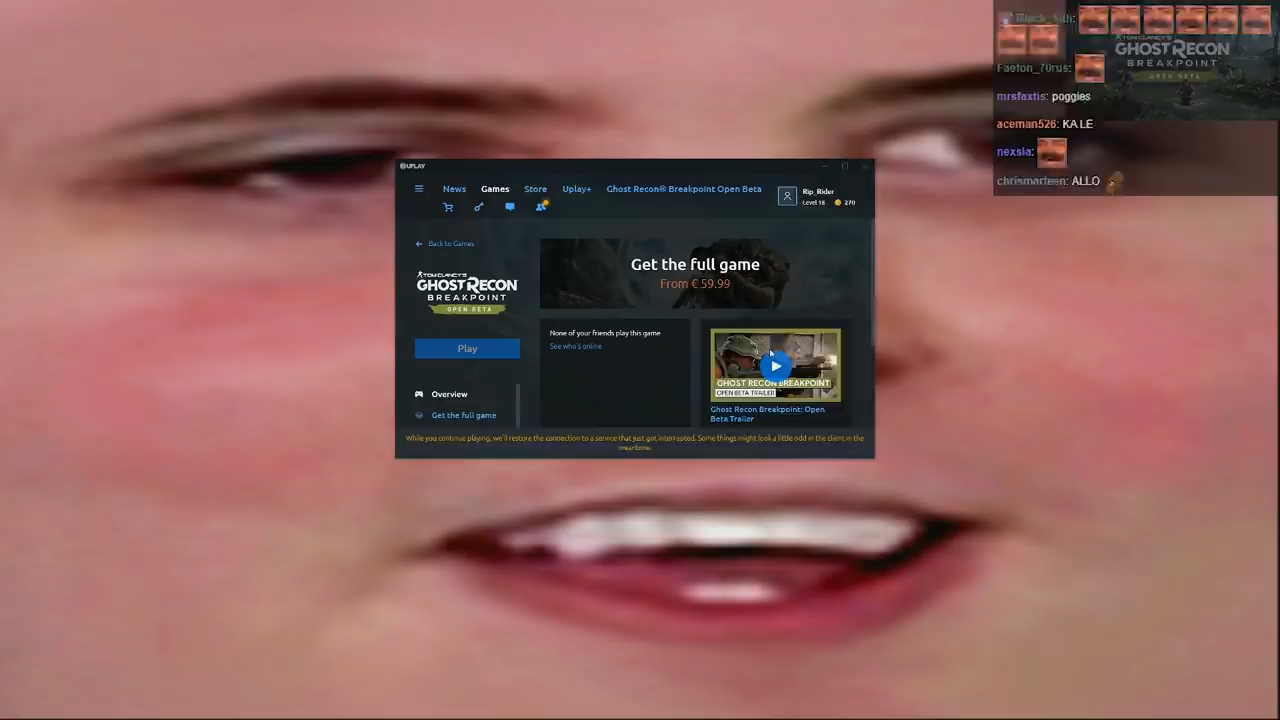 UPLAY
News Games Store Uplay+ Ghost Recon® Breakpoint Open Beta
Rip_Rider
Level 18 270
Back to Games
TOM CLANCY'S
GHOST RECON
BREAKPOINT
OPEN BETA
Play
Overview
Get the full game
Get the full game
From € 59.99
None of your friends play this game
See who's online
GHOST RECON BREAKPOINT
OPEN BETA TRAILER
Ghost Recon Breakpoint: Open
Beta Trailer
While you continue playing, we'll restore the connection to a service that just got interrupted. Some things might look a little odd in the client in the
meantime.
TOM CLANCY'S
GHOST RECON
BREAKPOINT
OPEN BETA
Faeton_70rus:
mrsfaxtis: poggies
aceman526: KALE
nexsia:
ALLO